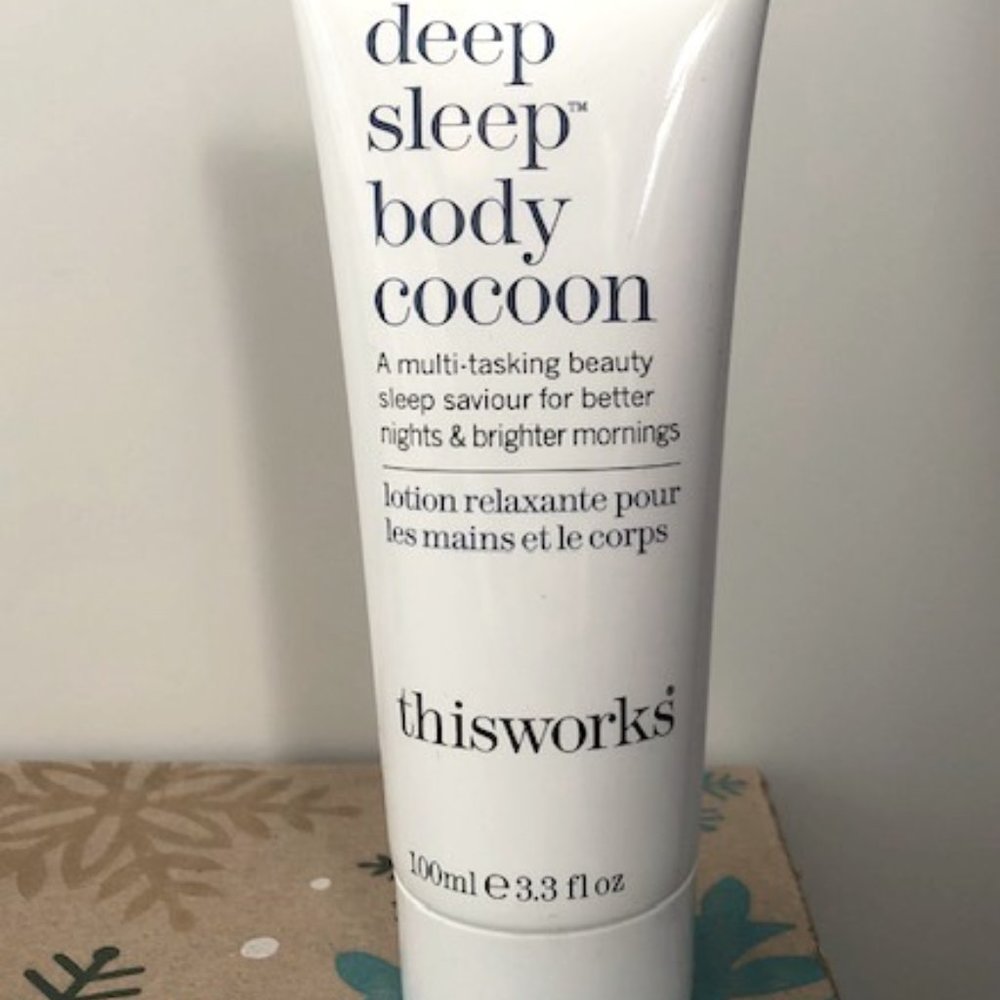 deep
sleep™
body
cocoon
A multi-tasking beauty
sleep saviour for better
nights & brighter mornings
lotion relaxante pour
les mains et le corps
thisworks®
100ml ℮ 3.3 fl oz